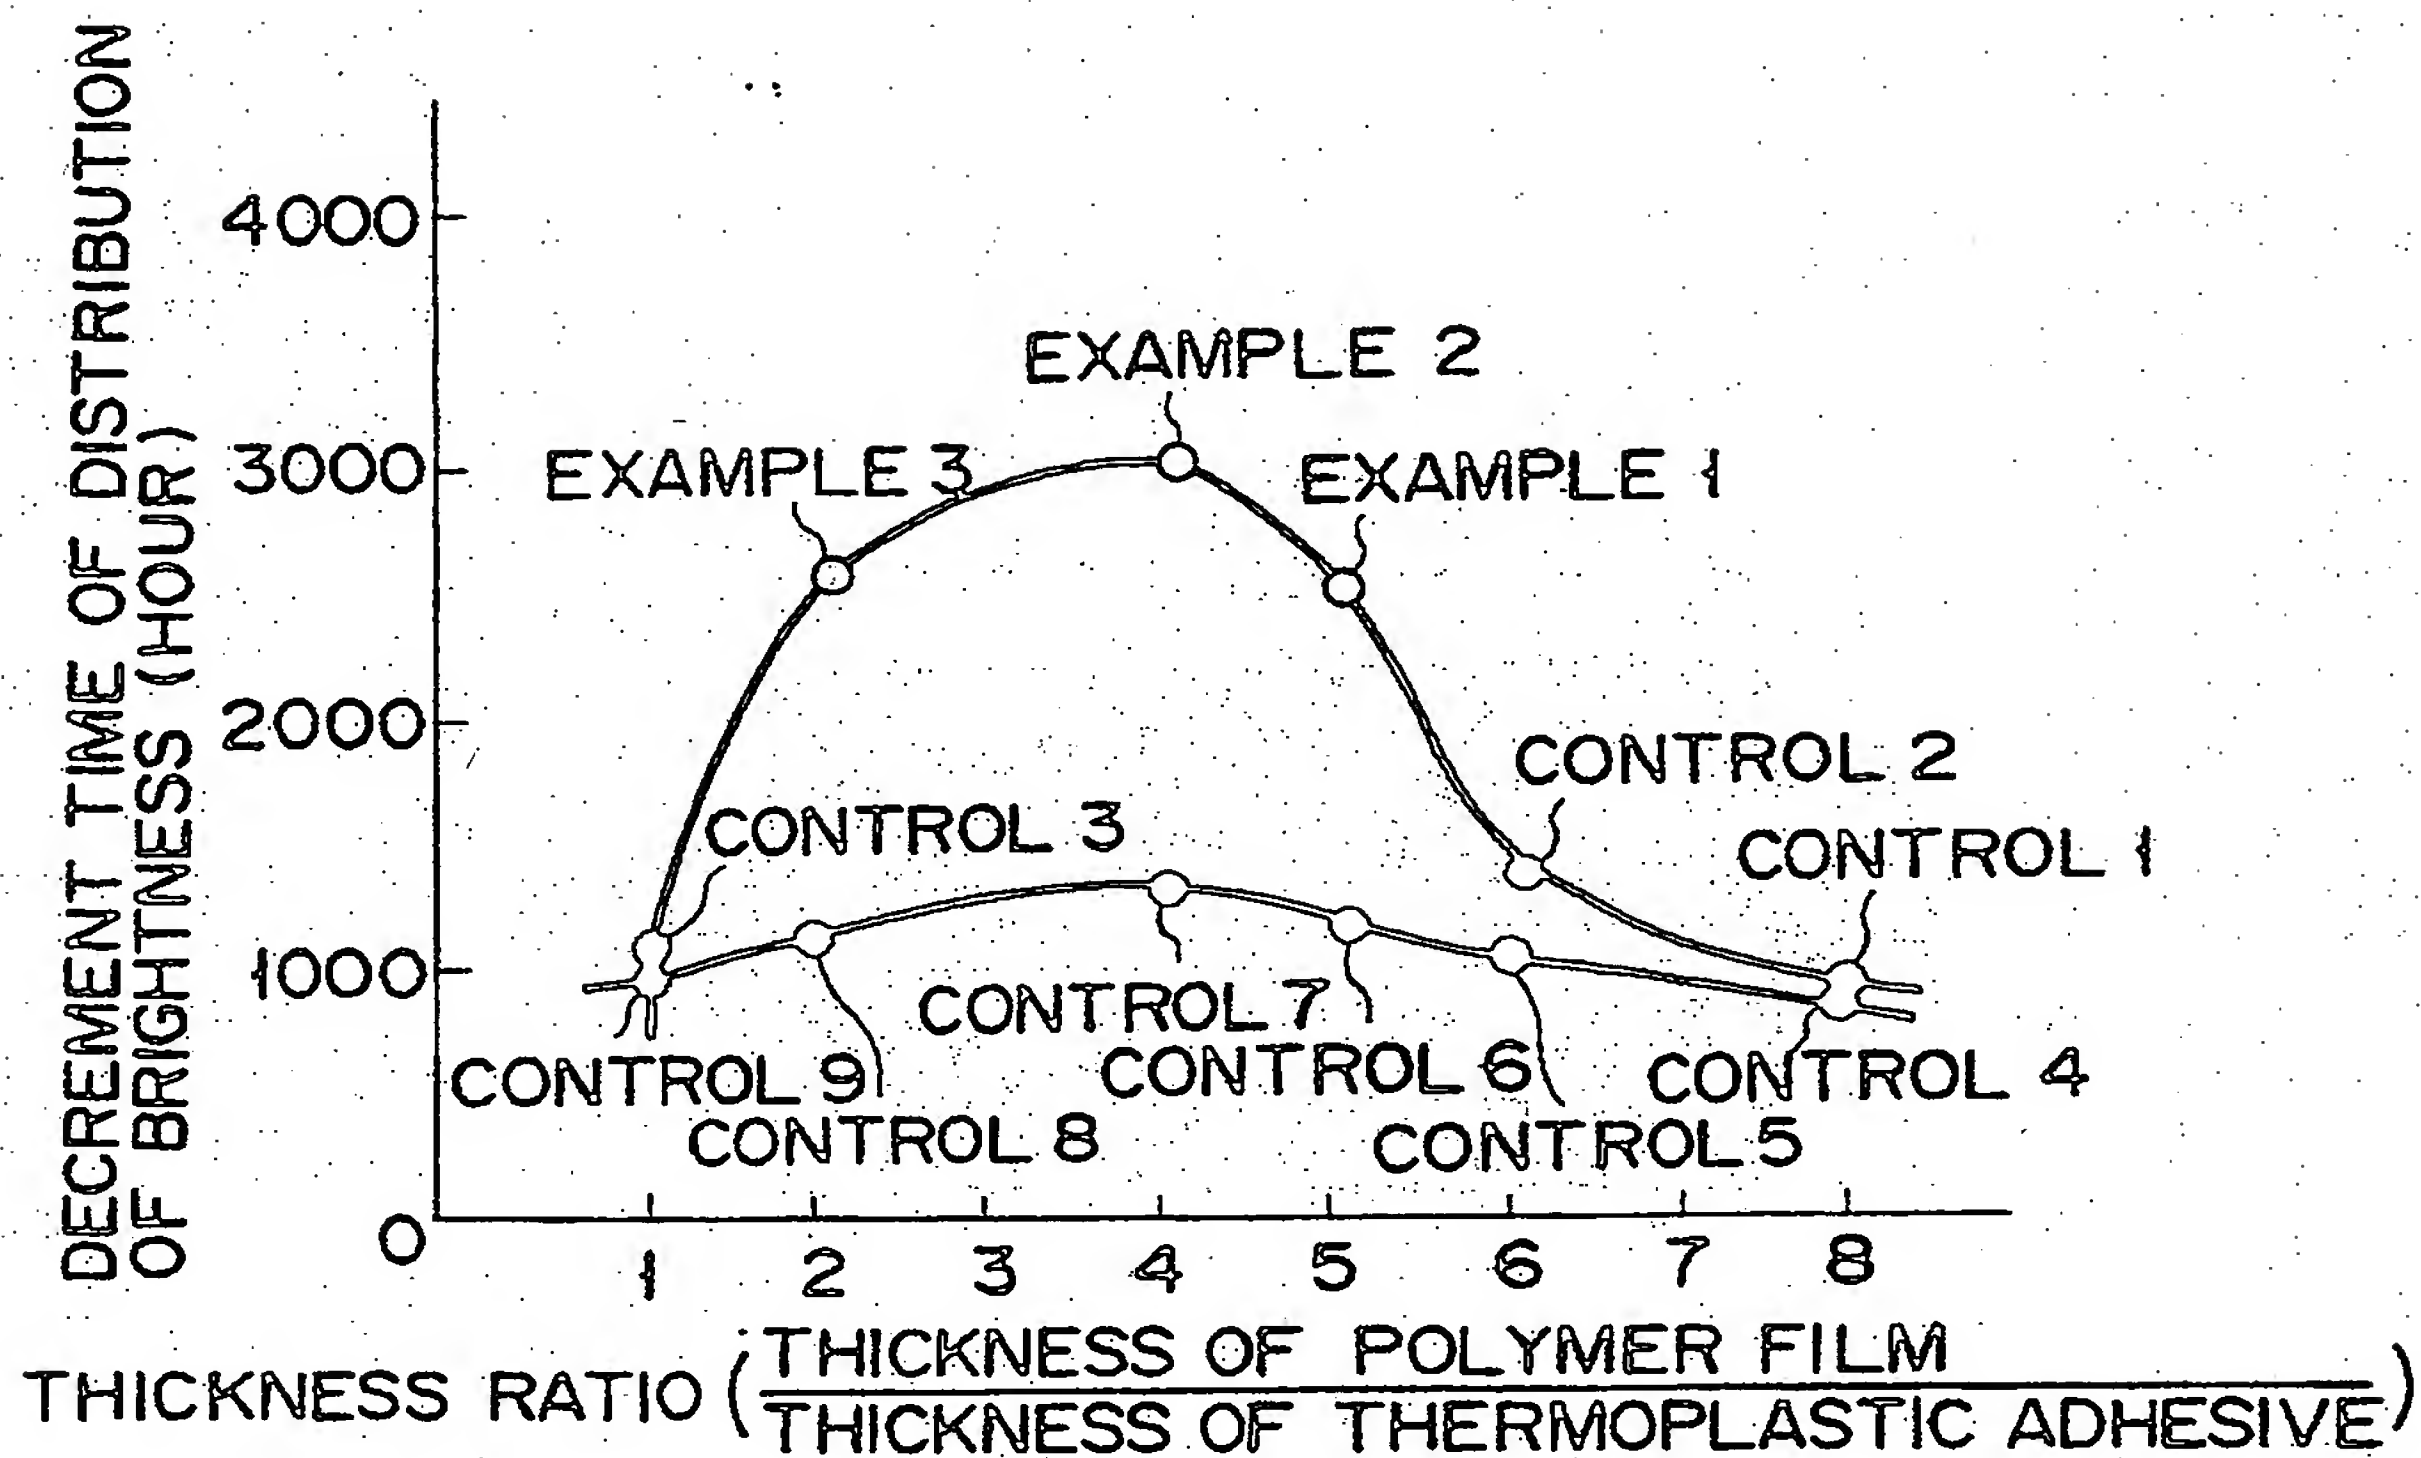 DECREMENT TIME OF DISTRIBUTION
OF BRIGHTNESS (HOUR)
4000
3000
2000
1000
0
EXAMPLE 2
EXAMPLE 3
EXAMPLE 1
CONTROL 2
CONTROL 3
CONTROL 1
CONTROL 7
CONTROL 9
CONTROL 6
CONTROL 4
CONTROL 8
CONTROL 5
1 2 3 4 5 6 7 8
THICKNESS RATIO (THICKNESS OF POLYMER FILM
THICKNESS OF THERMOPLASTIC ADHESIVE)